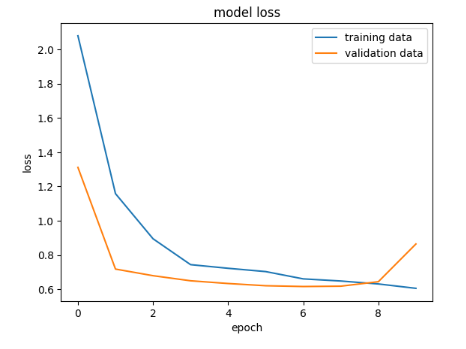 model loss
training data
validation data
2.0
1.8
1.6
1.4
1.2
1.0
0.8
0.6
loss
0 2 4 6 8
epoch